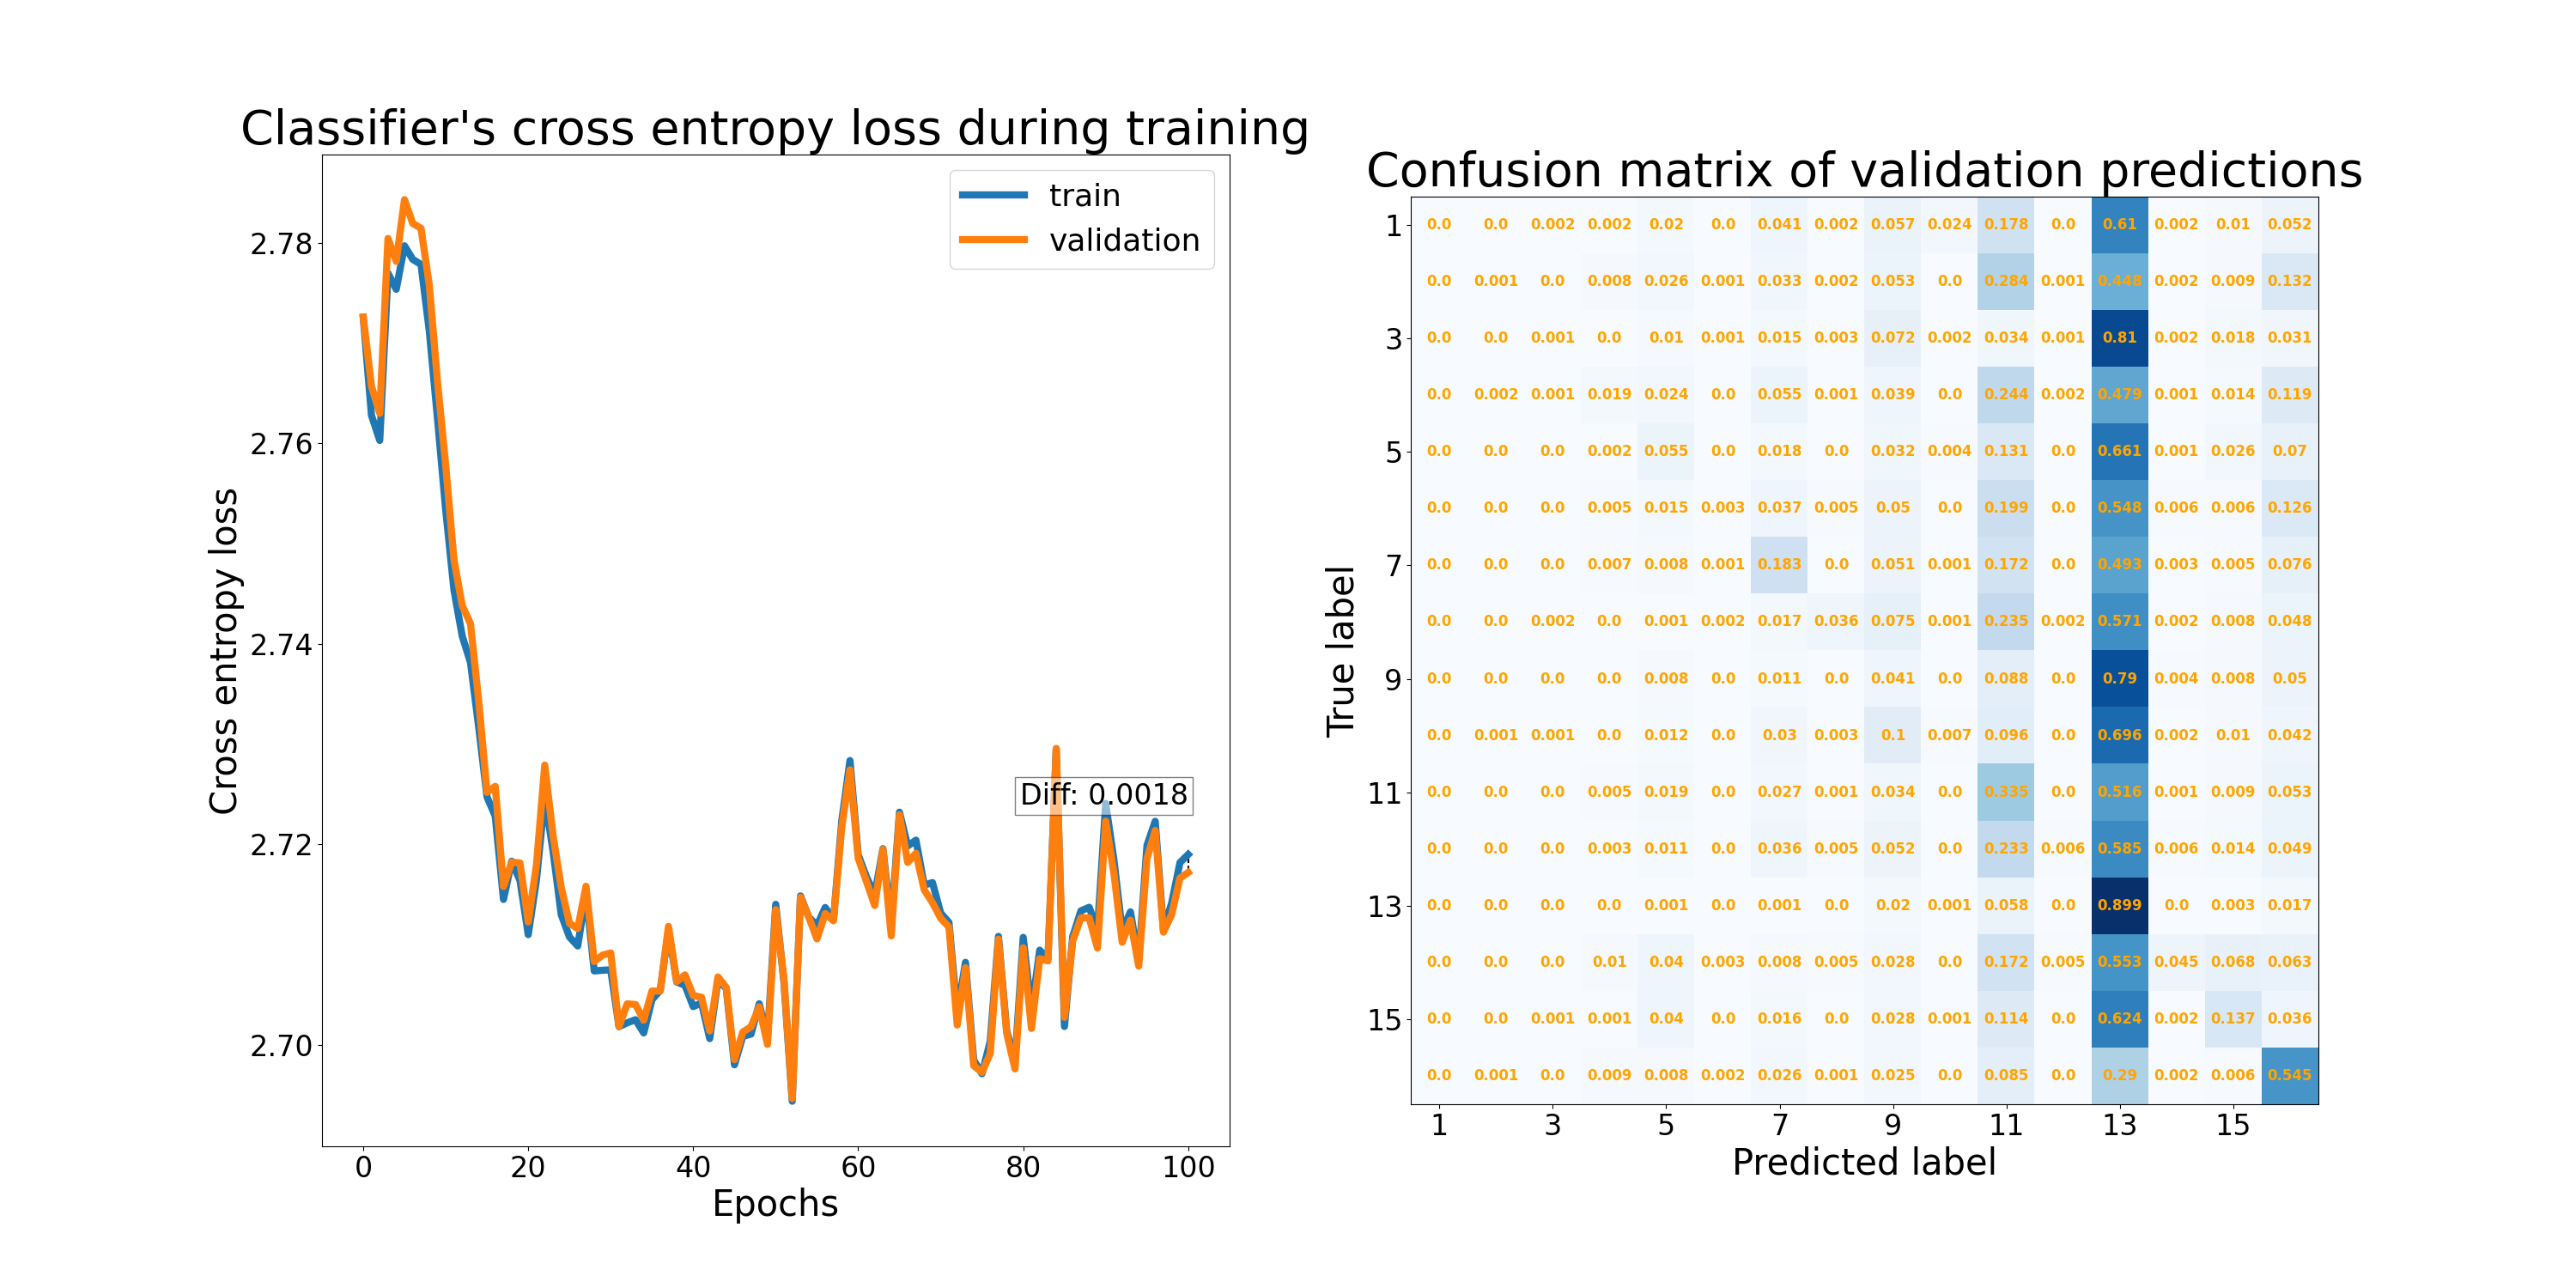 Classifier's cross entropy loss during training
train
validation
2.78
2.76
2.74
2.72
2.70
Cross entropy loss
Diff: 0.0018
0 20 40 60 80 100
Epochs
Confusion matrix of validation predictions
True label
1 0.0 0.0 0.002 0.002 0.02 0.0 0.041 0.002 0.057 0.024 0.178 0.0 0.61 0.002 0.01 0.052
0.0 0.001 0.0 0.008 0.026 0.001 0.033 0.002 0.053 0.0 0.284 0.001 0.448 0.002 0.009 0.132
3 0.0 0.0 0.001 0.0 0.01 0.001 0.015 0.003 0.072 0.002 0.034 0.001 0.81 0.002 0.018 0.031
0.0 0.002 0.001 0.019 0.024 0.0 0.055 0.001 0.039 0.0 0.244 0.002 0.479 0.001 0.014 0.119
5 0.0 0.0 0.0 0.002 0.055 0.0 0.018 0.0 0.032 0.004 0.131 0.0 0.661 0.001 0.026 0.07
0.0 0.0 0.0 0.005 0.015 0.003 0.037 0.005 0.05 0.0 0.199 0.0 0.548 0.006 0.006 0.126
7 0.0 0.0 0.0 0.007 0.008 0.001 0.183 0.0 0.051 0.001 0.172 0.0 0.493 0.003 0.005 0.076
0.0 0.0 0.002 0.0 0.001 0.002 0.017 0.036 0.075 0.001 0.235 0.002 0.571 0.002 0.008 0.048
9 0.0 0.0 0.0 0.0 0.008 0.0 0.011 0.0 0.041 0.0 0.088 0.0 0.79 0.004 0.008 0.05
0.0 0.001 0.001 0.0 0.012 0.0 0.03 0.003 0.1 0.007 0.096 0.0 0.696 0.002 0.01 0.042
11 0.0 0.0 0.0 0.005 0.019 0.0 0.027 0.001 0.034 0.0 0.335 0.0 0.516 0.001 0.009 0.053
0.0 0.0 0.0 0.003 0.011 0.0 0.036 0.005 0.052 0.0 0.233 0.006 0.585 0.006 0.014 0.049
13 0.0 0.0 0.0 0.0 0.001 0.0 0.001 0.0 0.02 0.001 0.058 0.0 0.899 0.0 0.003 0.017
0.0 0.0 0.0 0.01 0.04 0.003 0.008 0.005 0.028 0.0 0.172 0.005 0.553 0.045 0.068 0.063
15 0.0 0.0 0.001 0.001 0.04 0.0 0.016 0.0 0.028 0.001 0.114 0.0 0.624 0.002 0.137 0.036
0.0 0.001 0.0 0.009 0.008 0.002 0.026 0.001 0.025 0.0 0.085 0.0 0.29 0.002 0.006 0.545
1 3 5 7 9 11 13 15
Predicted label